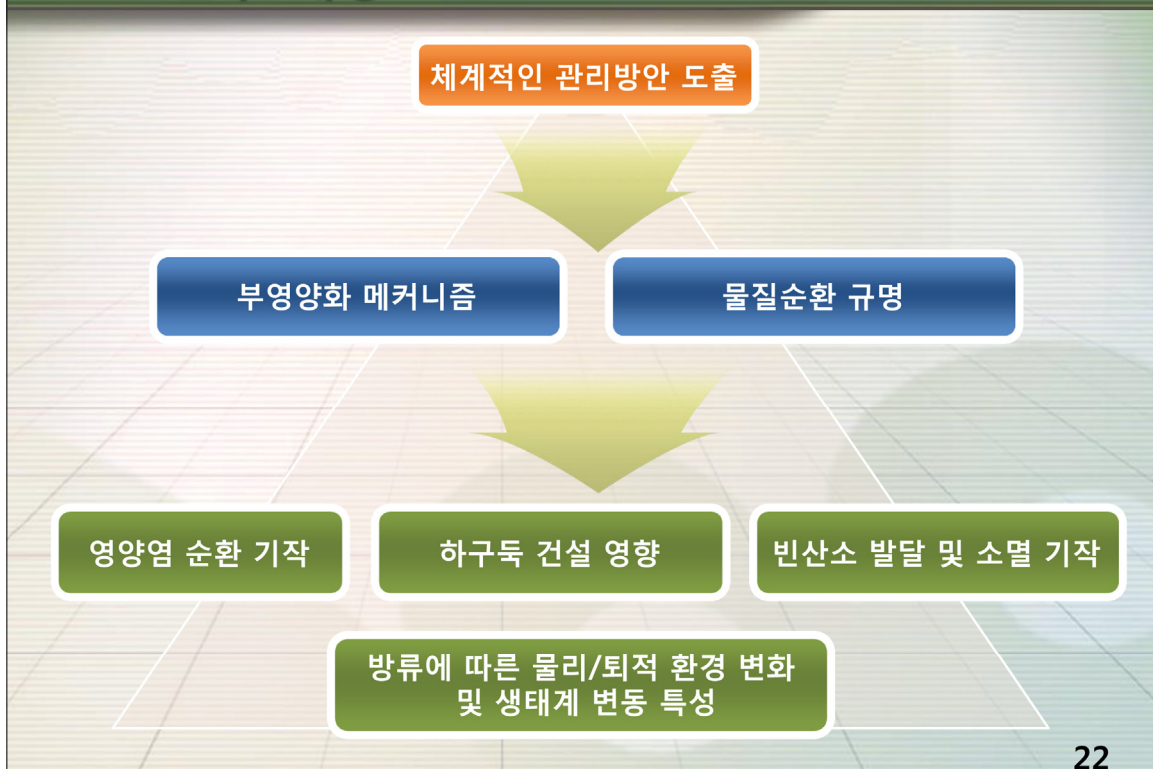 체계적인 관리방안 도출
부영양화 메커니즘
물질순환 규명
영양염 순환 기작
하구둑 건설 영향
빈산소 발달 및 소멸 기작
방류에 따른 물리/퇴적 환경 변화
및 생태계 변동 특성
22